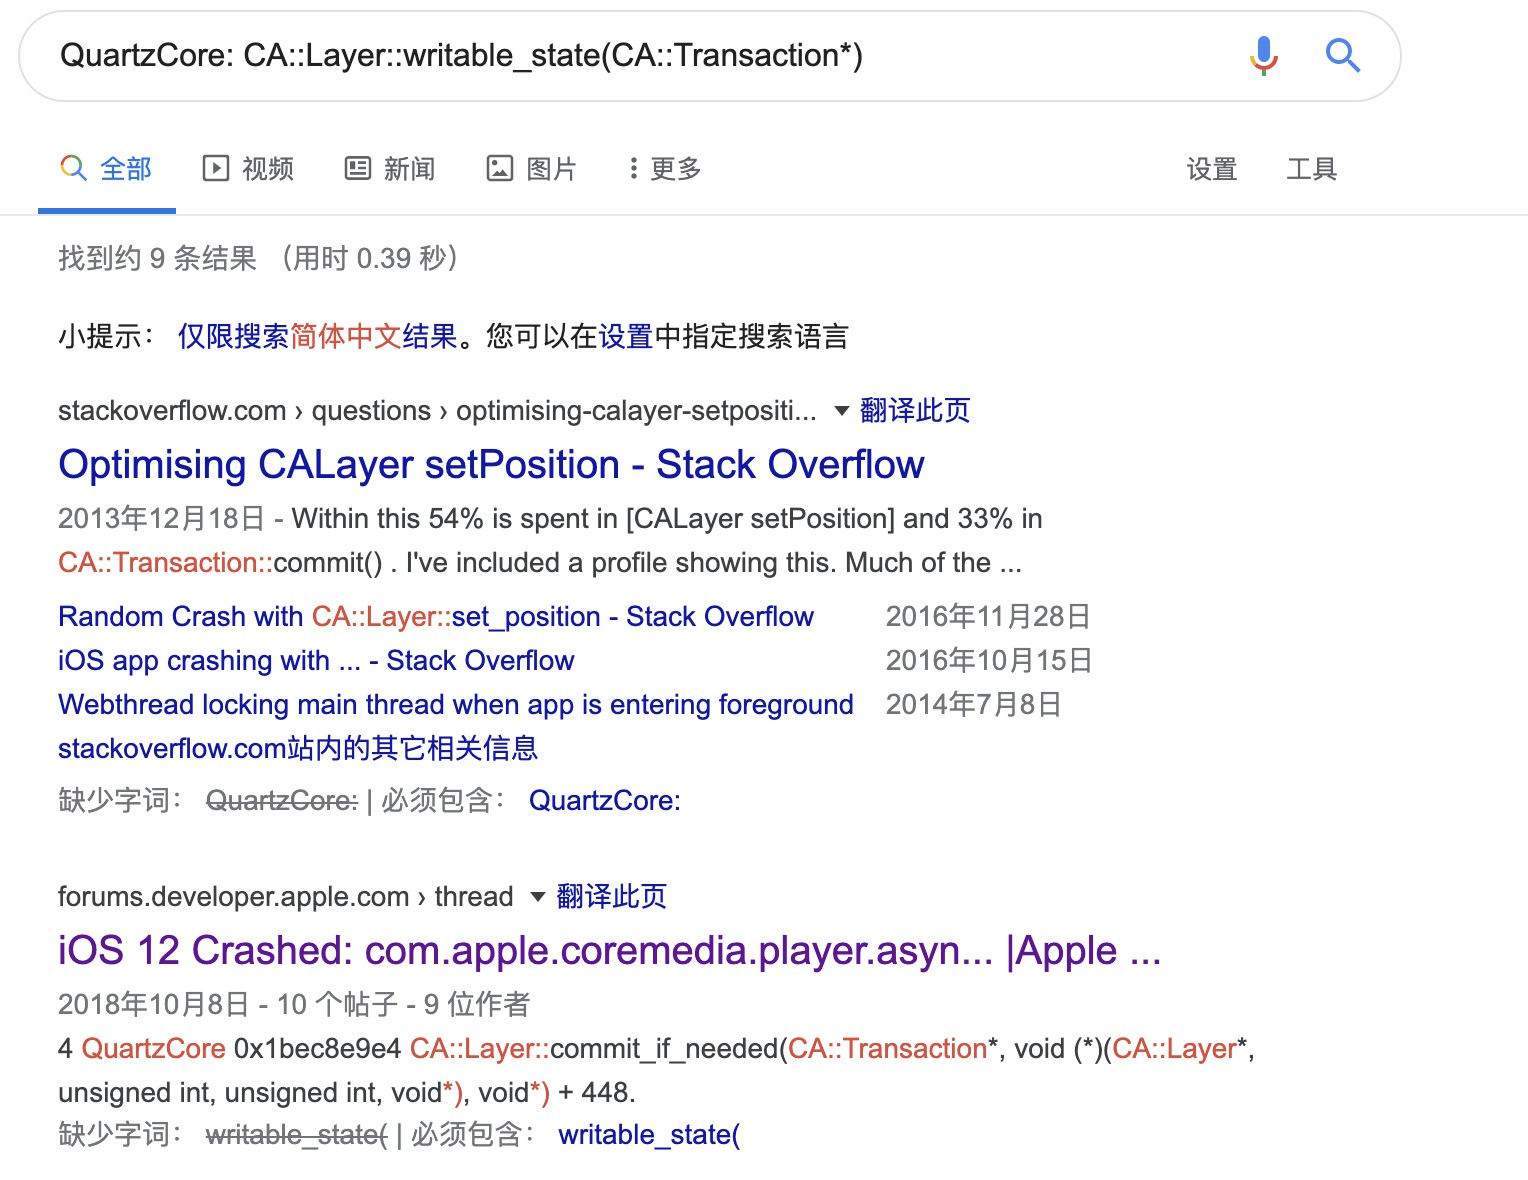 QuartzCore: CA::Layer::writable_state(CA::Transaction*)
全部 视频 新闻 图片 更多 设置 工具
找到约 9 条结果 （用时 0.39 秒）
小提示： 仅限搜索简体中文结果。您可以在设置中指定搜索语言
stackoverflow.com › questions › optimising-calayer-setpositi... 翻译此页
Optimising CALayer setPosition - Stack Overflow
2013年12月18日 - Within this 54% is spent in [CALayer setPosition] and 33% in
CA::Transaction::commit() . I've included a profile showing this. Much of the ...
Random Crash with CA::Layer::set_position - Stack Overflow 2016年11月28日
iOS app crashing with ... - Stack Overflow 2016年10月15日
Webthread locking main thread when app is entering foreground 2014年7月8日
stackoverflow.com站内的其它相关信息
缺少字词： QuartzCore: | 必须包含： QuartzCore:
forums.developer.apple.com › thread 翻译此页
iOS 12 Crashed: com.apple.coremedia.player.asyn... |Apple ...
2018年10月8日 - 10 个帖子 - 9 位作者
4 QuartzCore 0x1bec8e9e4 CA::Layer::commit_if_needed(CA::Transaction*, void (*)(CA::Layer*,
unsigned int, unsigned int, void*), void*) + 448.
缺少字词： writable_state( | 必须包含： writable_state(